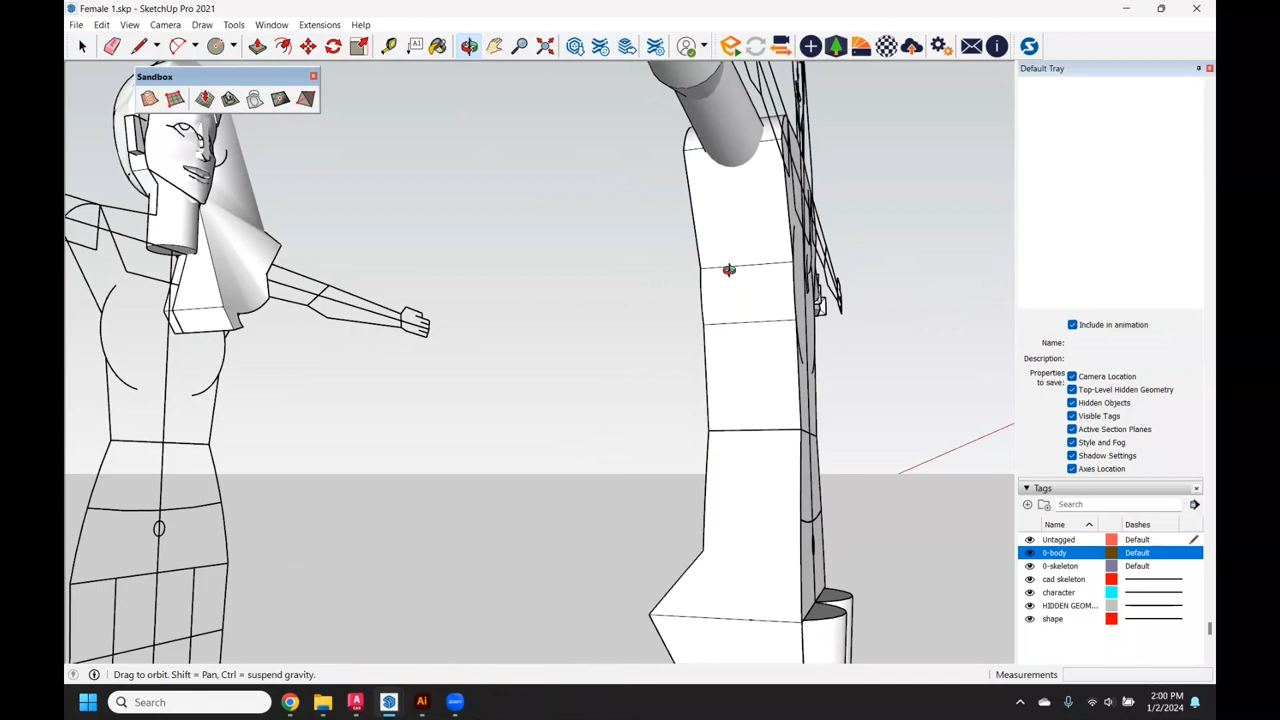 Female 1.skp - SketchUp Pro 2021
File Edit View Camera Draw Tools Window Extensions Help
A1
Sandbox
Default Tray
Include in animation
Name:
Description:
Properties to save:
Camera Location
Top-Level Hidden Geometry
Hidden Objects
Visible Tags
Active Section Planes
Style and Fog
Shadow Settings
Axes Location
Tags
Search
Name Dashes
Untagged Default
0-body Default
0-skeleton Default
cad skeleton
character
HIDDEN GEOM...
shape
Drag to orbit. Shift = Pan, Ctrl = suspend gravity.
Measurements
Search
Ai
zoom
2:00 PM
1/2/2024